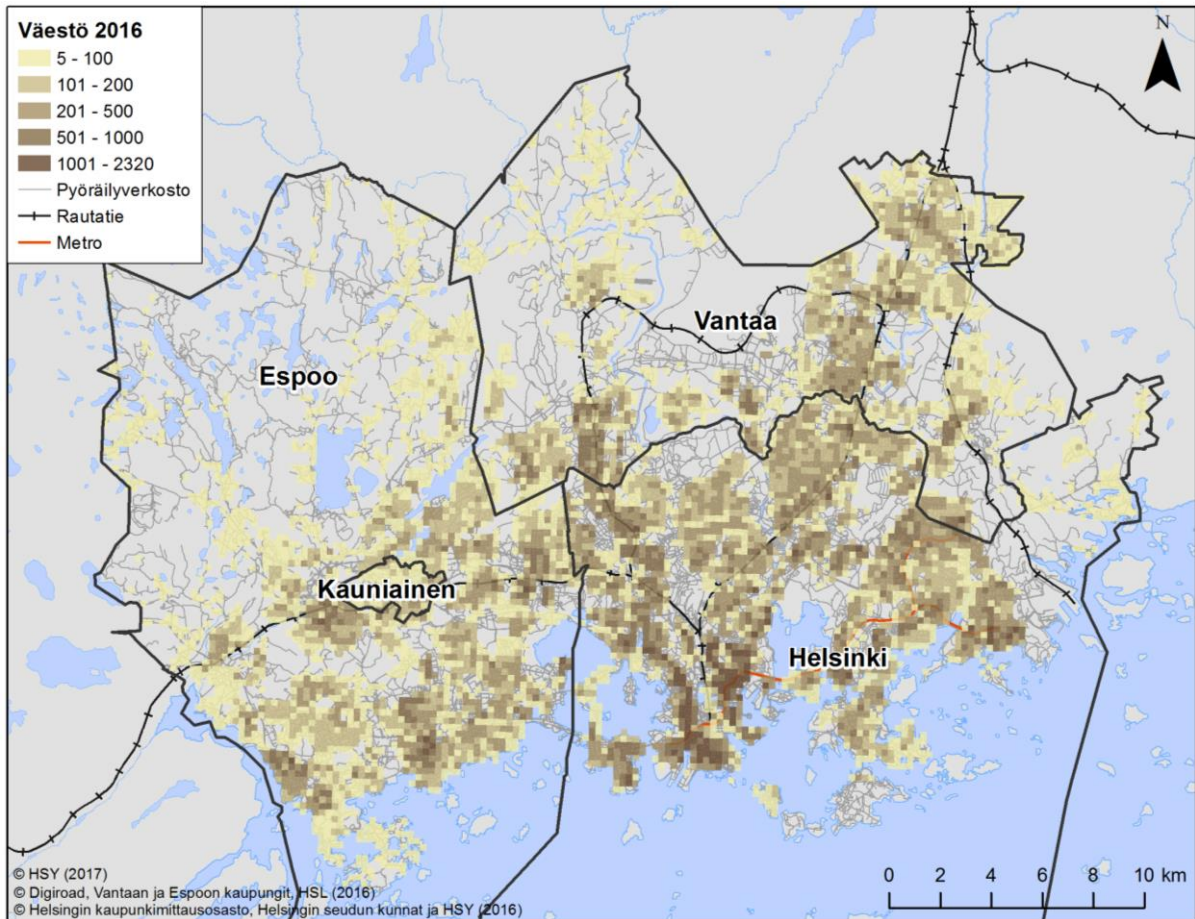 Väestö 2016
5 - 100
101 - 200
201 - 500
501 - 1000
1001 - 2320
Pyöräilyverkosto
Rautatie
Metro
N
Vantaa
Espoo
Kauniainen
Helsinki
© HSY (2017)
© Digiroad, Vantaan ja Espoon kaupungit, HSL (2016)
© Helsingin kaupunkimittausosasto, Helsingin seudun kunnat ja HSY (2016)
0 2 4 6 8 10 km